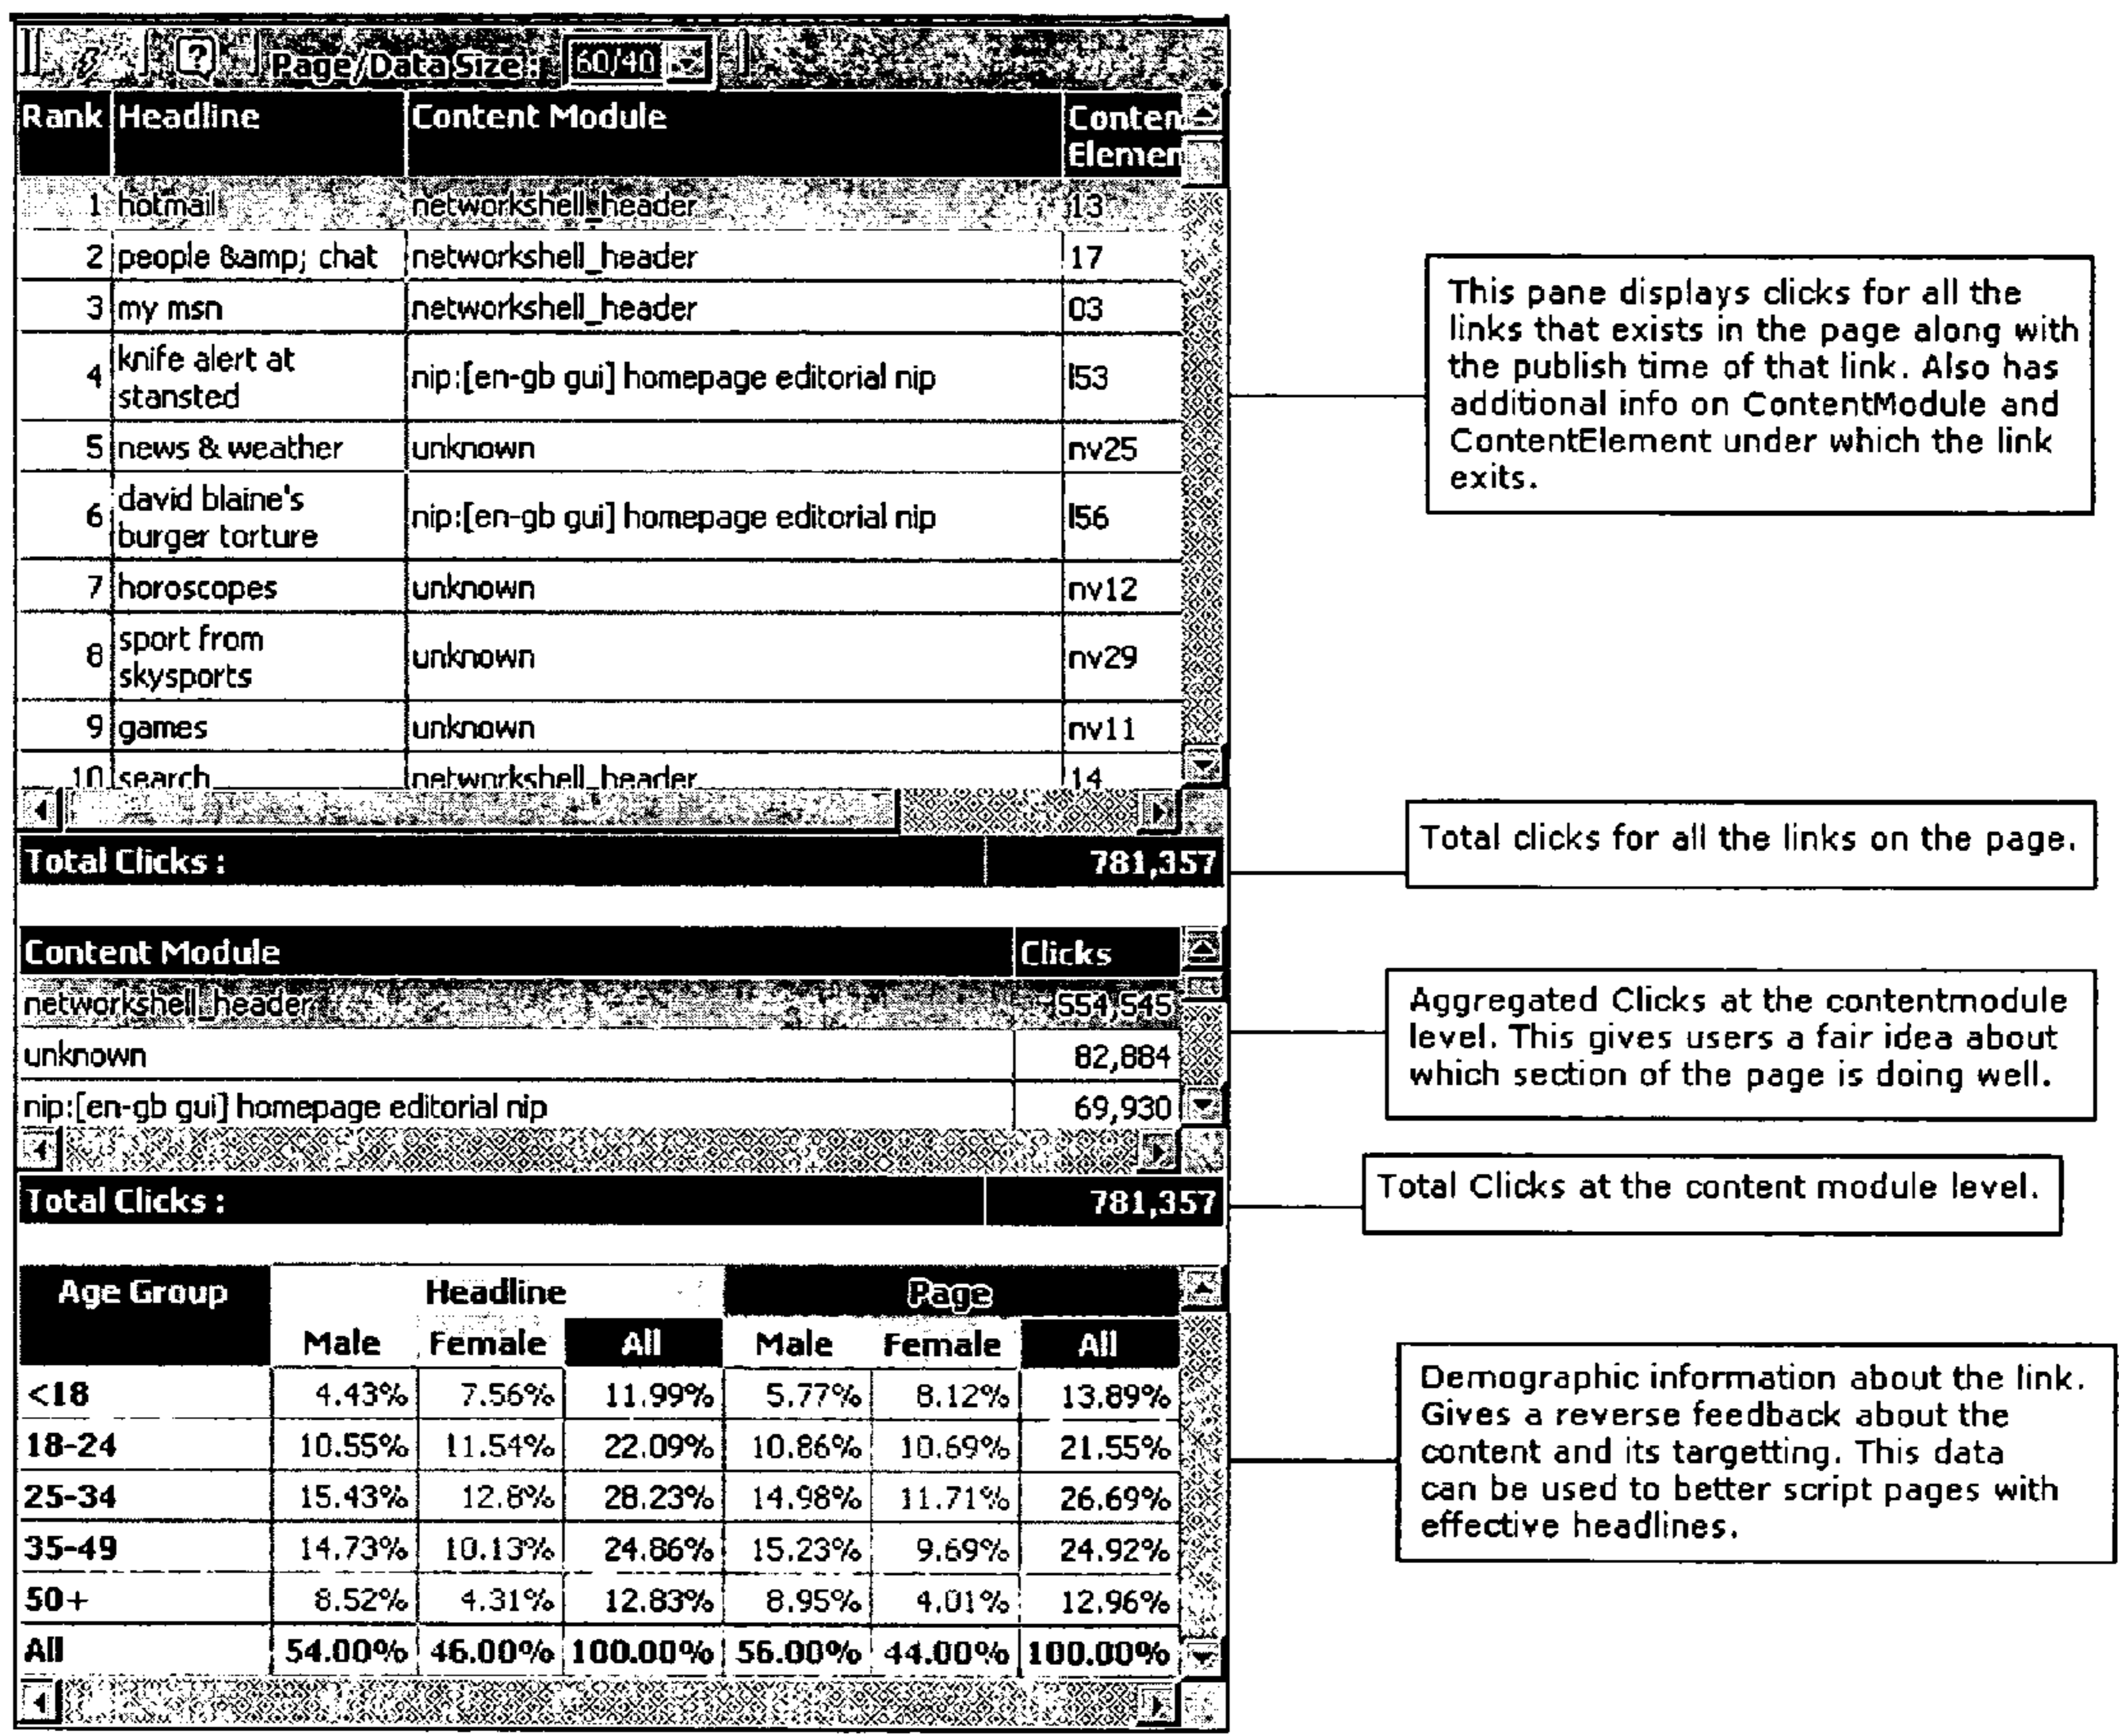 Page/Data Size : 60/40
Rank Headline Content Module Conten
Elemen
1 hotmail networkshell_header 13
2 people &amp; chat networkshell_header 17
3 my msn networkshell_header 03
4 knife alert at
stansted nip:[en-gb gui] homepage editorial nip l53
5 news & weather unknown nv25
6 david blaine's
burger torture nip:[en-gb gui] homepage editorial nip l56
7 horoscopes unknown nv12
8 sport from
skysports unknown nv29
9 games unknown nv11
10 search networkshell_header 14
Total Clicks : 781,357
Content Module Clicks
networkshell_header 554,545
unknown 82,884
nip:[en-gb gui] homepage editorial nip 69,930
Total Clicks : 781,357
Age Group Headline Page
Male Female All Male Female All
<18 4.43% 7.56% 11.99% 5.77% 8.12% 13.89%
18-24 10.55% 11.54% 22.09% 10.86% 10.69% 21.55%
25-34 15.43% 12.8% 28.23% 14.98% 11.71% 26.69%
35-49 14.73% 10.13% 24.86% 15.23% 9.69% 24.92%
50+ 8.52% 4.31% 12.83% 8.95% 4.01% 12.96%
All 54.00% 46.00% 100.00% 56.00% 44.00% 100.00%
This pane displays clicks for all the
links that exists in the page along with
the publish time of that link. Also has
additional info on ContentModule and
ContentElement under which the link
exits.
Total clicks for all the links on the page.
Aggregated Clicks at the contentmodule
level. This gives users a fair idea about
which section of the page is doing well.
Total Clicks at the content module level.
Demographic information about the link.
Gives a reverse feedback about the
content and its targetting. This data
can be used to better script pages with
effective headlines.